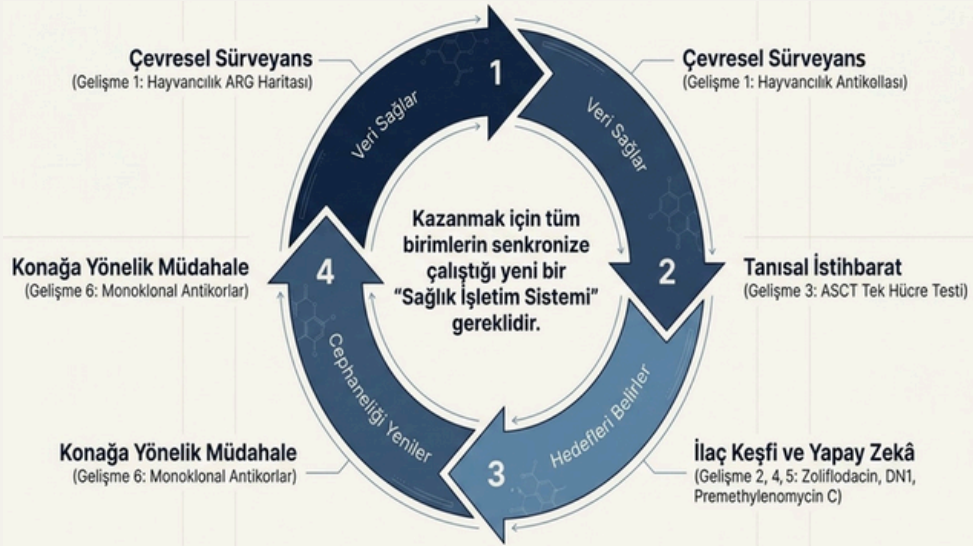 Çevresel Sürveyans
(Gelişme 1: Hayvancılık ARG Haritası)
1
Çevresel Sürveyans
(Gelişme 1: Hayvancılık Antikollası)
Veri Sağlar
Veri Sağlar
Kazanmak için tüm
birimlerin senkronize
çalıştığı yeni bir
“Sağlık İşletim Sistemi”
gereklidir.
Konağa Yönelik Müdahale
(Gelişme 6: Monoklonal Antikorlar)
4
2
Tanısal İstihbarat
(Gelişme 3: ASCT Tek Hücre Testi)
Cephaneliği Yeniler
Hedefleri Belirler
Konağa Yönelik Müdahale
(Gelişme 6: Monoklonal Antikorlar)
3
İlaç Keşfi ve Yapay Zekâ
(Gelişme 2, 4, 5: Zoliflodacin, DN1,
Premethylenomycin C)